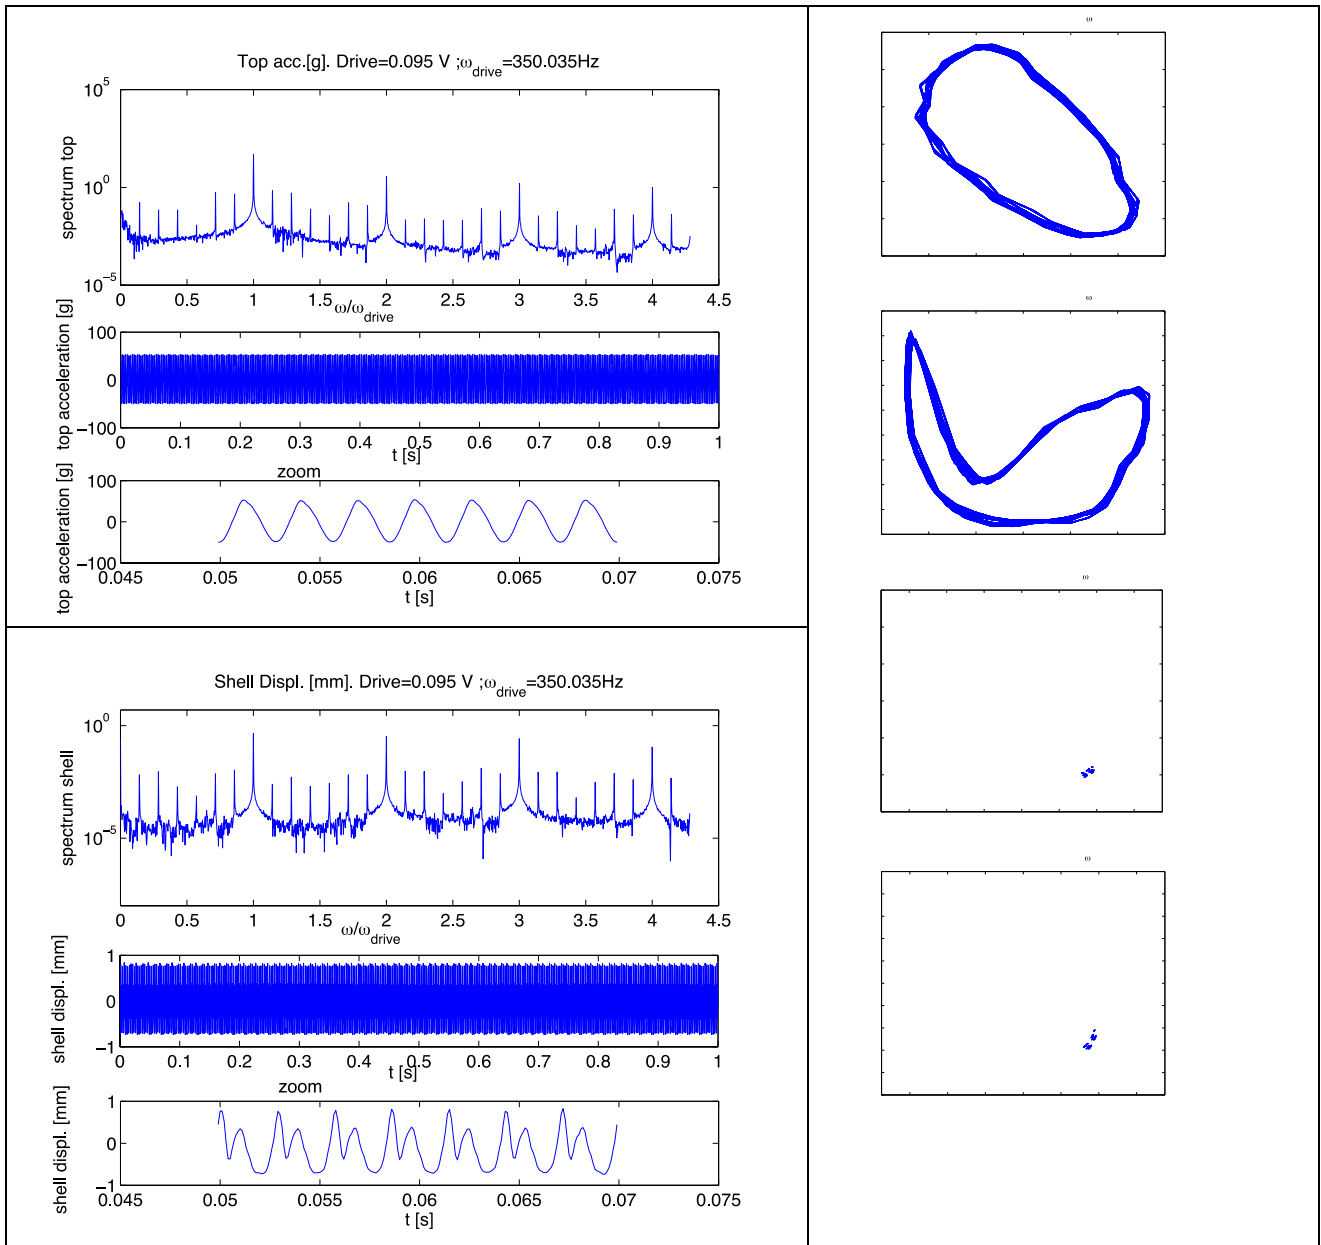 Top acc.[g]. Drive=0.095 V ;ωdrive=350.035Hz
spectrum top
10^5
10^0
10^-5
0 0.5 1 1.5 2 2.5 3 3.5 4 4.5
ω/ωdrive
top acceleration [g]
100
0
-100
0 0.1 0.2 0.3 0.4 0.5 0.6 0.7 0.8 0.9 1
t [s]
zoom
top acceleration [g]
100
0
-100
0.045 0.05 0.055 0.06 0.065 0.07 0.075
t [s]
Shell Displ. [mm]. Drive=0.095 V ;ωdrive=350.035Hz
spectrum shell
10^0
10^-5
0 0.5 1 1.5 2 2.5 3 3.5 4 4.5
ω/ωdrive
shell displ. [mm]
1
0
-1
0 0.1 0.2 0.3 0.4 0.5 0.6 0.7 0.8 0.9 1
t [s]
zoom
shell displ. [mm]
1
0
-1
0.045 0.05 0.055 0.06 0.065 0.07 0.075
t [s]
ω
ω
ω
ω